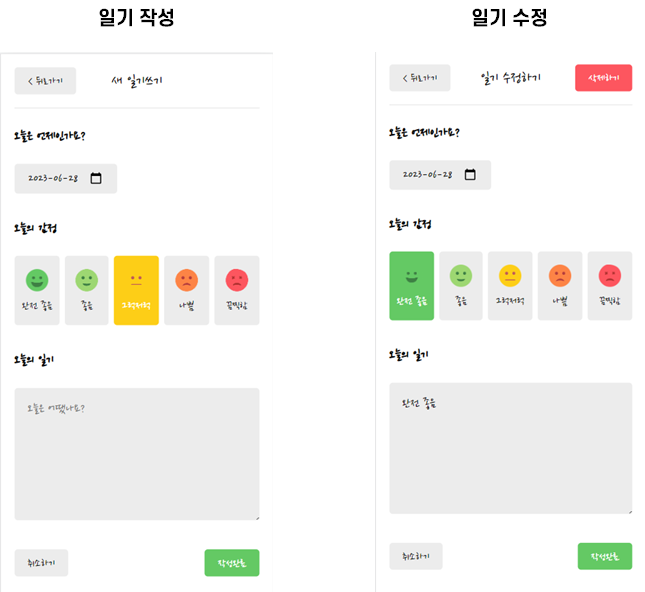 일기 작성
< 뒤로가기
새 일기쓰기
오늘은 언제인가요?
2023-06-28
오늘의 감정
완전 좋음
좋음
그럭저럭
나쁨
끔찍함
오늘의 일기
오늘은 어땠나요?
취소하기
작성완료
일기 수정
< 뒤로가기
일기 수정하기
삭제하기
오늘은 언제인가요?
2023-06-28
오늘의 감정
완전 좋음
좋음
그럭저럭
나쁨
끔찍함
오늘의 일기
완전 좋음
취소하기
작성완료